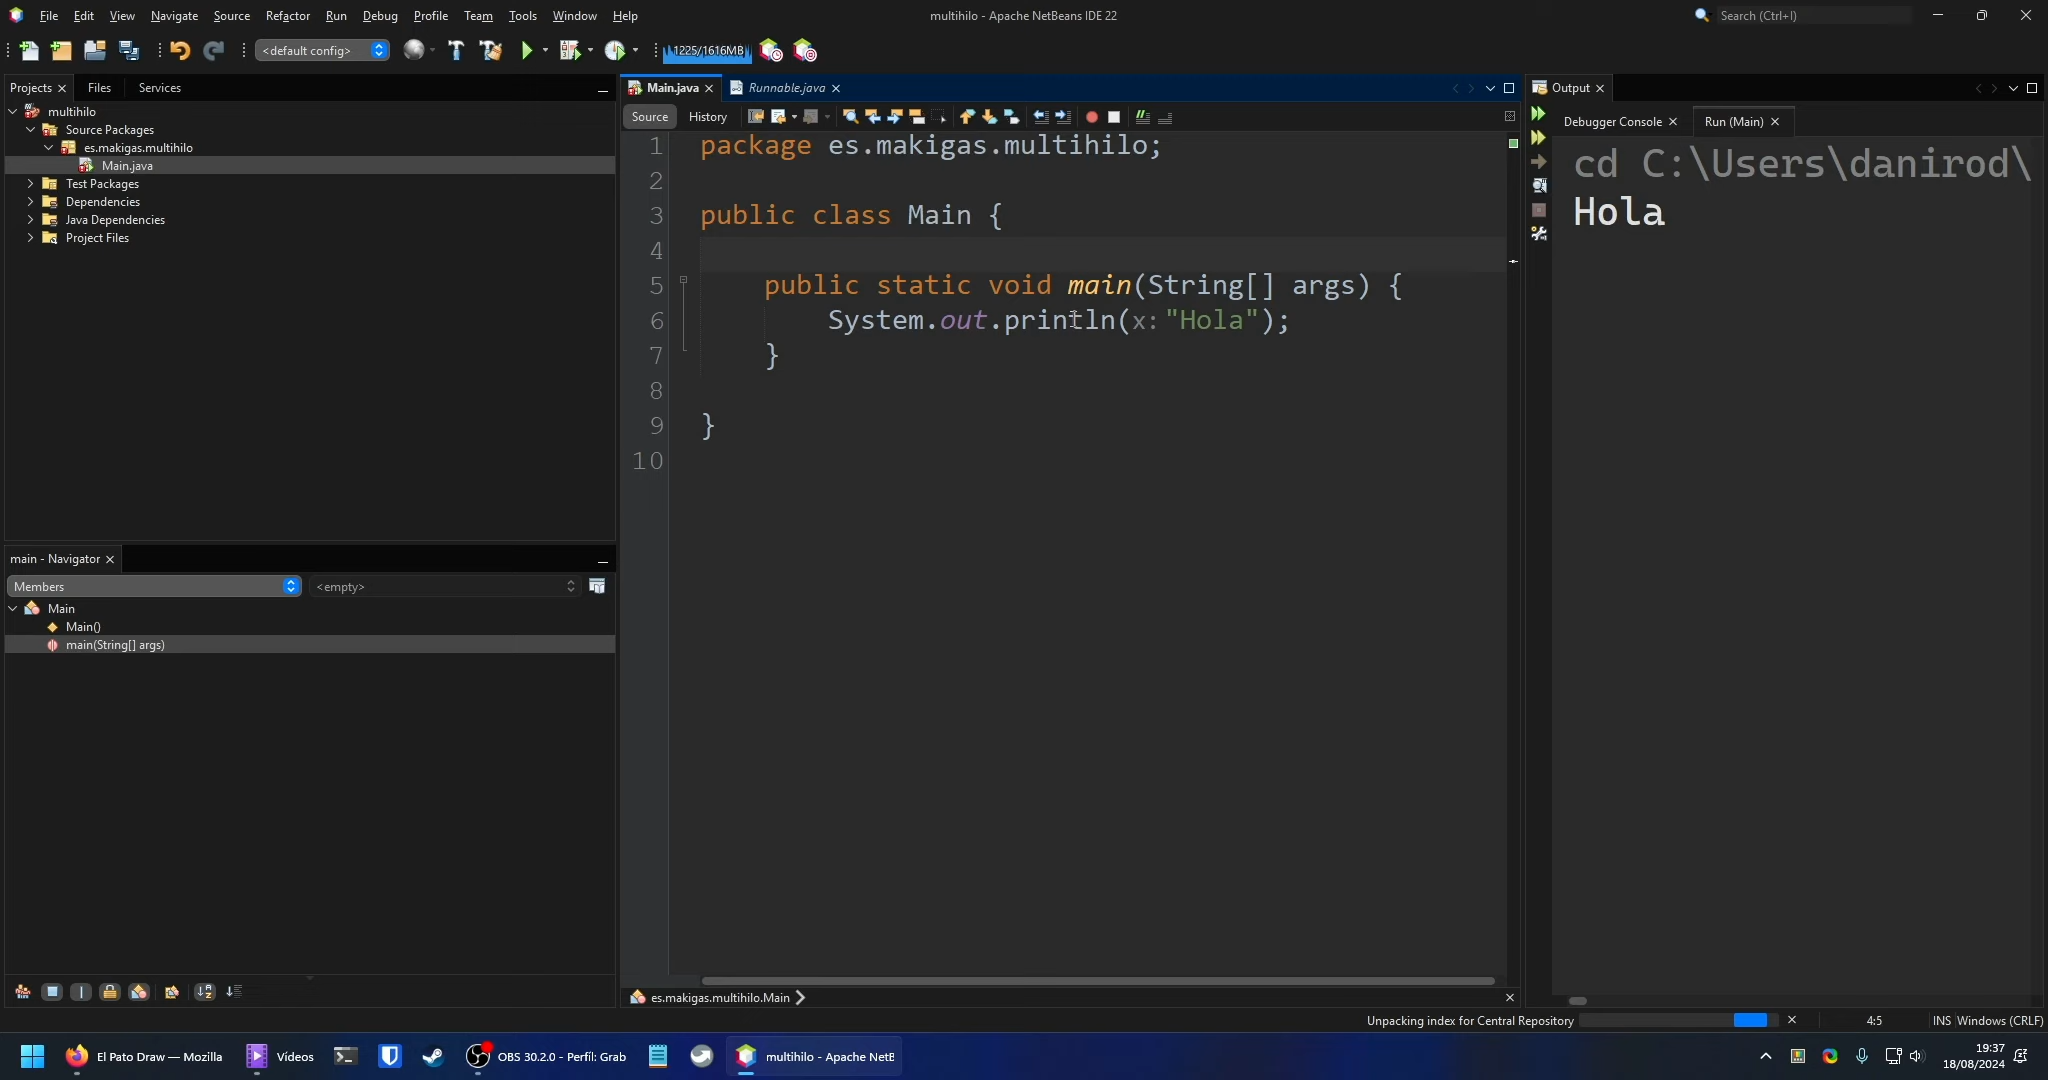 File Edit View Navigate Source Refactor Run Debug Profile Team Tools Window Help
multihilo - Apache NetBeans IDE 22
Search (Ctrl+I)
<default config>
1225/1616MB
Projects
Files
Services
multihilo
Source Packages
es.makigas.multihilo
Main.java
Test Packages
Dependencies
Java Dependencies
Project Files
main - Navigator
Members
<empty>
Main
Main()
main(String[] args)
Main.java
Runnable.java
Source
History
1 package es.makigas.multihilo;
2
3 public class Main {
4
5 public static void main(String[] args) {
6 System.out.println(x: "Hola");
7 }
8
9 }
10
es.makigas.multihilo.Main
Output
Debugger Console
Run (Main)
cd C:\Users\danirod\
Hola
Unpacking index for Central Repository
4:5
INS
Windows (CRLF)
El Pato Draw — Mozilla
Vídeos
OBS 30.2.0 - Perfil: Grab
multihilo - Apache NetB
19:37
18/08/2024